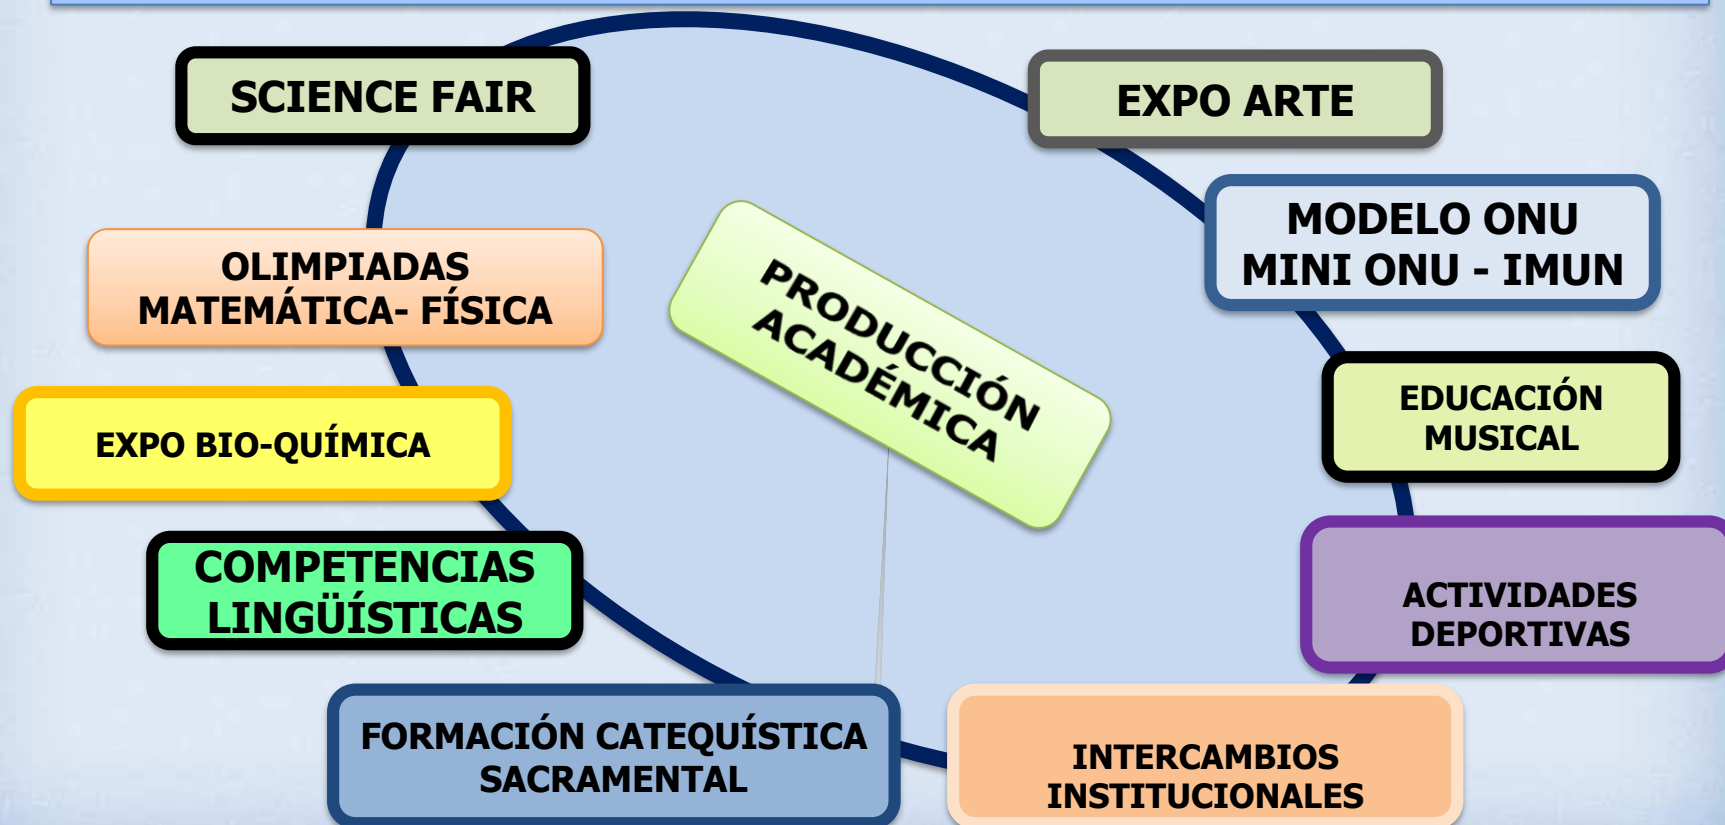 SCIENCE FAIR
EXPO ARTE
MODELO ONU
MINI ONU - IMUN
OLIMPIADAS
MATEMÁTICA- FÍSICA
PRODUCCIÓN
ACADÉMICA
EDUCACIÓN
MUSICAL
EXPO BIO-QUÍMICA
COMPETENCIAS
LINGÜÍSTICAS
ACTIVIDADES
DEPORTIVAS
FORMACIÓN CATEQUÍSTICA
SACRAMENTAL
INTERCAMBIOS
INSTITUCIONALES